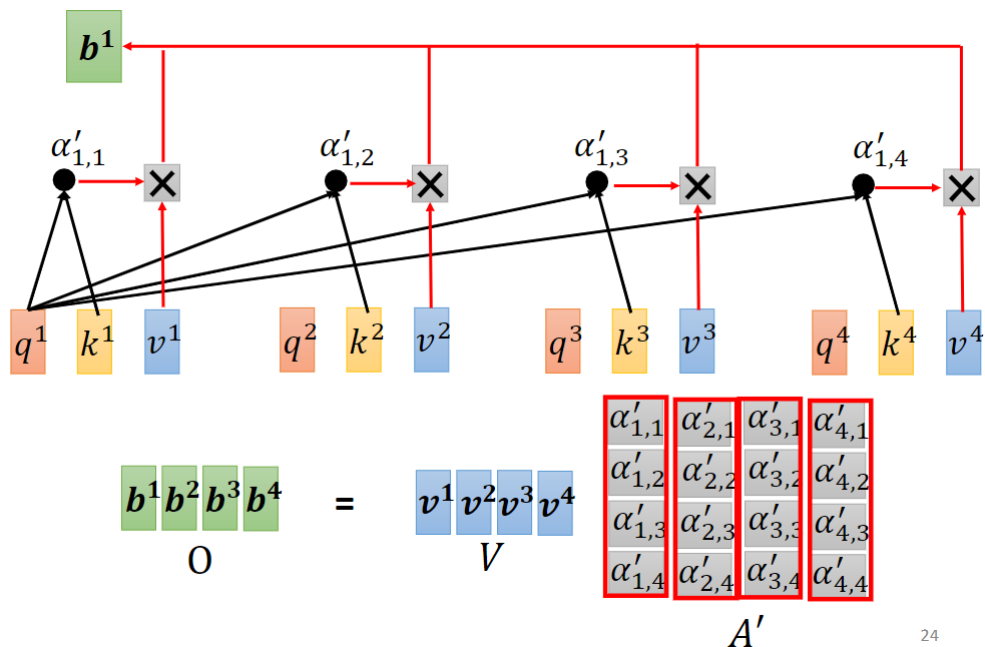 b¹
α′₁,₁ α′₁,₂ α′₁,₃ α′₁,₄
q¹ k¹ v¹ q² k² v² q³ k³ v³ q⁴ k⁴ v⁴
α′₁,₁ α′₂,₁ α′₃,₁ α′₄,₁
α′₁,₂ α′₂,₂ α′₃,₂ α′₄,₂
b¹ b² b³ b⁴ = v¹ v² v³ v⁴
α′₁,₃ α′₂,₃ α′₃,₃ α′₄,₃
O V
α′₁,₄ α′₂,₄ α′₃,₄ α′₄,₄
A′
24